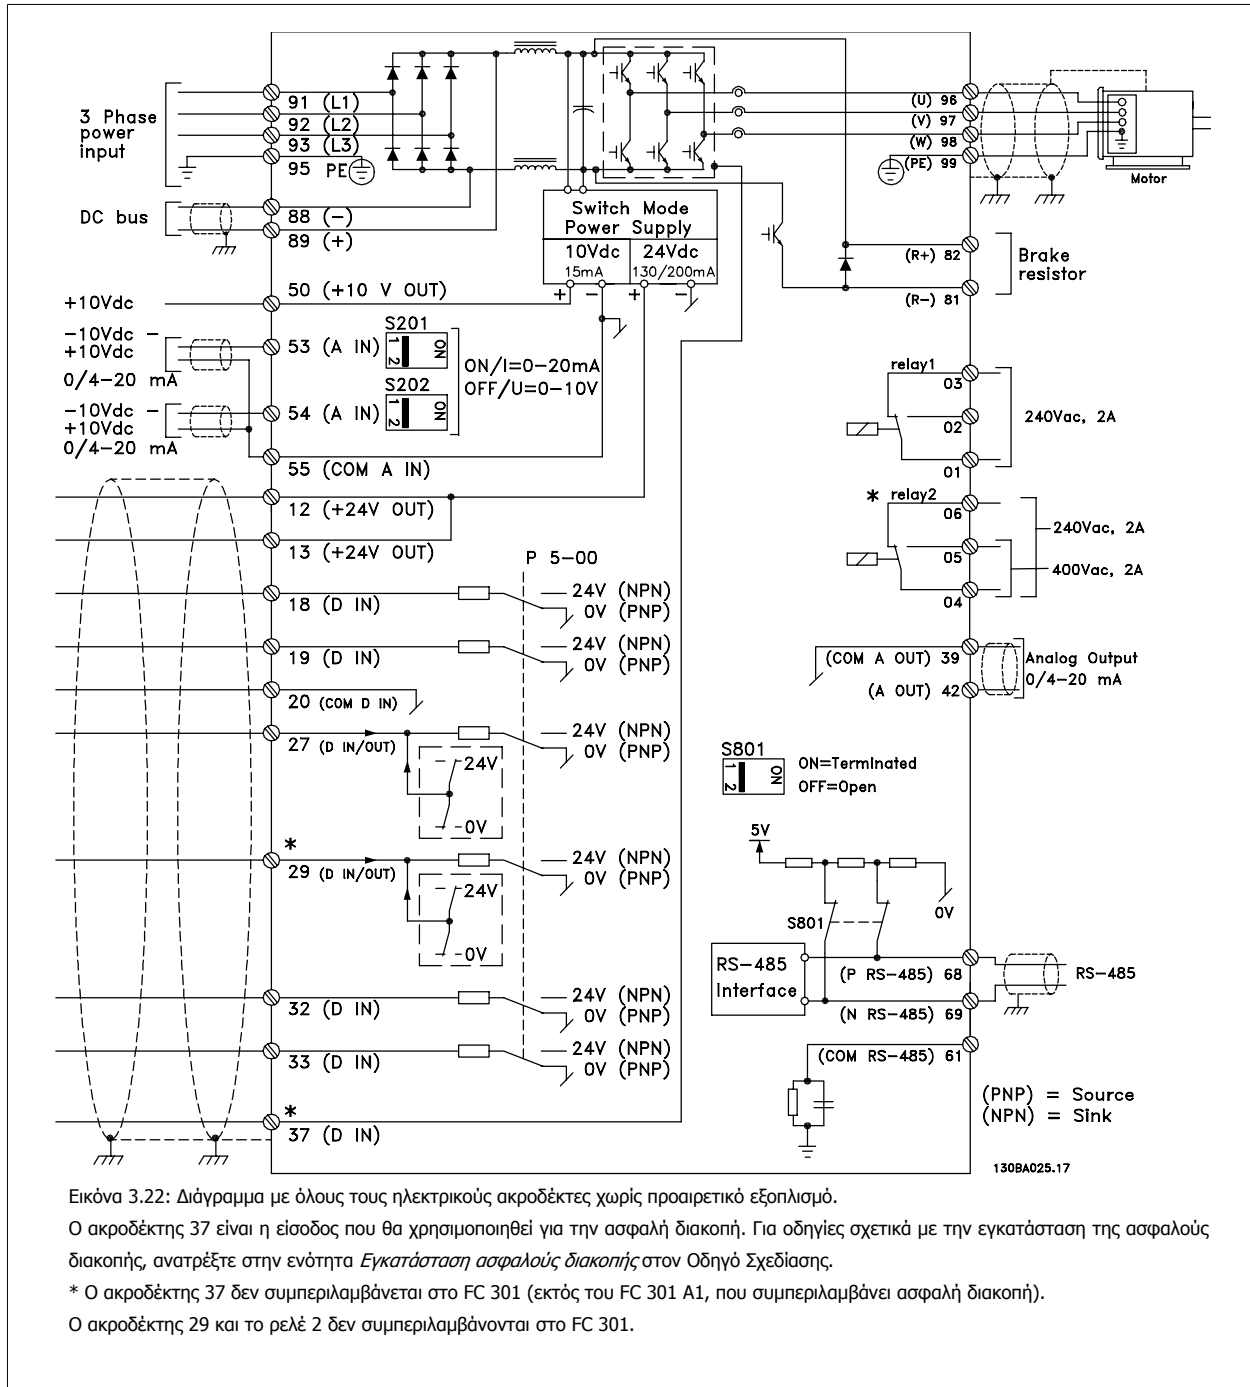 3 Phase
power
input
91 (L1)
92 (L2)
93 (L3)
95 PE
DC bus
88 (-)
89 (+)
Switch Mode
Power Supply
10Vdc
15mA
24Vdc
130/200mA
+ - + -
(U) 96
(V) 97
(W) 98
(PE) 99
Motor
(R+) 82
(R-) 81
Brake
resistor
+10Vdc
50 (+10 V OUT)
-10Vdc -
+10Vdc
0/4-20 mA
53 (A IN)
S201
1 2
ON
ON/I=0-20mA
OFF/U=0-10V
-10Vdc -
+10Vdc
0/4-20 mA
54 (A IN)
S202
1 2
ON
55 (COM A IN)
12 (+24V OUT)
13 (+24V OUT)
relay1
03
02
01
240Vac, 2A
* relay2
06
05
04
240Vac, 2A
400Vac, 2A
P 5-00
18 (D IN)
24V (NPN)
0V (PNP)
19 (D IN)
24V (NPN)
0V (PNP)
20 (COM D IN)
27 (D IN/OUT)
24V (NPN)
0V (PNP)
24V
0V
*
29 (D IN/OUT)
24V (NPN)
0V (PNP)
24V
0V
32 (D IN)
24V (NPN)
0V (PNP)
33 (D IN)
24V (NPN)
0V (PNP)
*
37 (D IN)
(COM A OUT) 39
(A OUT) 42
Analog Output
0/4-20 mA
S801
1 2
ON
ON=Terminated
OFF=Open
5V
0V
S801
RS-485
Interface
(P RS-485) 68
(N RS-485) 69
RS-485
(COM RS-485) 61
(PNP) = Source
(NPN) = Sink
130BA025.17
Εικόνα 3.22: Διάγραμμα με όλους τους ηλεκτρικούς ακροδέκτες χωρίς προαιρετικό εξοπλισμό.
Ο ακροδέκτης 37 είναι η είσοδος που θα χρησιμοποιηθεί για την ασφαλή διακοπή. Για οδηγίες σχετικά με την εγκατάσταση της ασφαλούς
διακοπής, ανατρέξτε στην ενότητα Εγκατάσταση ασφαλούς διακοπής στον Οδηγό Σχεδίασης.
* Ο ακροδέκτης 37 δεν συμπεριλαμβάνεται στο FC 301 (εκτός του FC 301 A1, που συμπεριλαμβάνει ασφαλή διακοπή).
Ο ακροδέκτης 29 και το ρελέ 2 δεν συμπεριλαμβάνονται στο FC 301.